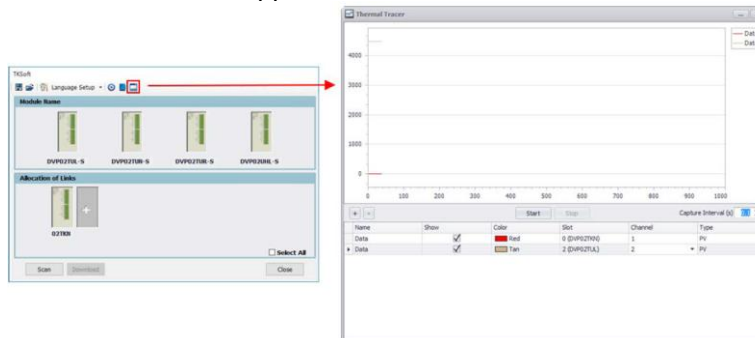 TKSoft
Language Setup
Module Name
DVP02TUL-S
DVP02TUN-S
DVP02TUR-S
DVP02UHL-S
Allocation of Links
02TKN
Select All
Scan
Download
Close
Thermal Tracer
Dat
Dat
4000
3000
2000
1000
0
0 100 200 300 400 500 600 700 800 900 1000
Start
Stop
Capture Interval (s)
Name Show Color Slot Channel Type
Data Red 0 (DVP02TKN) 1 PV
Data Tan 2 (DVP02TUL) 2 PV